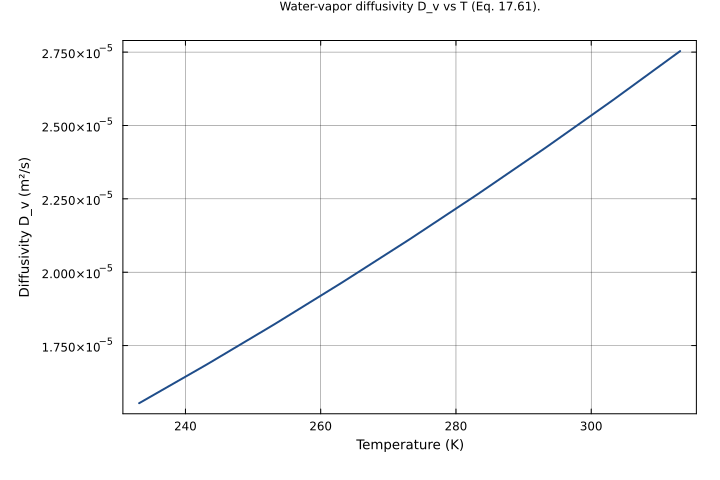 Water-vapor diffusivity D_v vs T (Eq. 17.61).
2.750×10⁻⁵
2.500×10⁻⁵
2.250×10⁻⁵
2.000×10⁻⁵
1.750×10⁻⁵
Diffusivity D_v (m²/s)
240 260 280 300
Temperature (K)